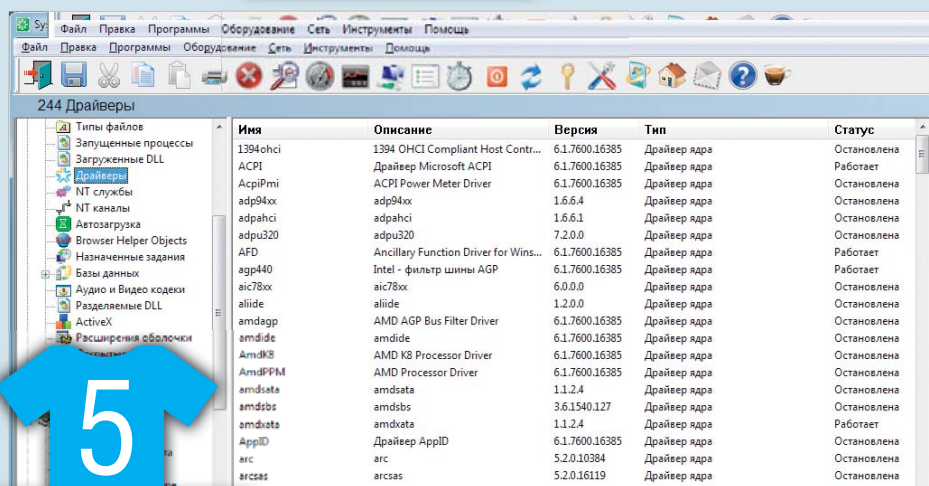 Sy
Файл Правка Программы Оборудование Сеть Инструменты Помощь
Файл Правка Программы Оборудование Сеть Инструменты Помощь
244 Драйверы
Типы файлов
Запущенные процессы
Загруженные DLL
Драйверы
NT службы
NT каналы
Автозагрузка
Browser Helper Objects
Назначенные задания
Базы данных
Аудио и Видео кодеки
Разделяемые DLL
ActiveX
Расширения оболочки
5
Имя Описание Версия Тип Статус
1394ohci 1394 OHCI Compliant Host Contr... 6.1.7600.16385 Драйвер ядра Остановлена
ACPI Драйвер Microsoft ACPI 6.1.7600.16385 Драйвер ядра Работает
AcpiPmi ACPI Power Meter Driver 6.1.7600.16385 Драйвер ядра Остановлена
adp94xx adp94xx 1.6.6.4 Драйвер ядра Остановлена
adpahci adpahci 1.6.6.1 Драйвер ядра Остановлена
adpu320 adpu320 7.2.0.0 Драйвер ядра Остановлена
AFD Ancillary Function Driver for Wins... 6.1.7600.16385 Драйвер ядра Работает
agp440 Intel - фильтр шины AGP 6.1.7600.16385 Драйвер ядра Работает
aic78xx aic78xx 6.0.0.0 Драйвер ядра Остановлена
aliide aliide 1.2.0.0 Драйвер ядра Остановлена
amdagp AMD AGP Bus Filter Driver 6.1.7600.16385 Драйвер ядра Остановлена
amdide amdide 6.1.7600.16385 Драйвер ядра Остановлена
AmdK8 AMD K8 Processor Driver 6.1.7600.16385 Драйвер ядра Остановлена
AmdPPM AMD Processor Driver 6.1.7600.16385 Драйвер ядра Остановлена
amdsata amdsata 1.1.2.4 Драйвер ядра Остановлена
amdsbs amdsbs 3.6.1540.127 Драйвер ядра Остановлена
amdxata amdxata 1.1.2.4 Драйвер ядра Работает
AppID Драйвер AppID 6.1.7600.16385 Драйвер ядра Остановлена
arc arc 5.2.0.10384 Драйвер ядра Остановлена
arcsas arcsas 5.2.0.16119 Драйвер ядра Остановлена